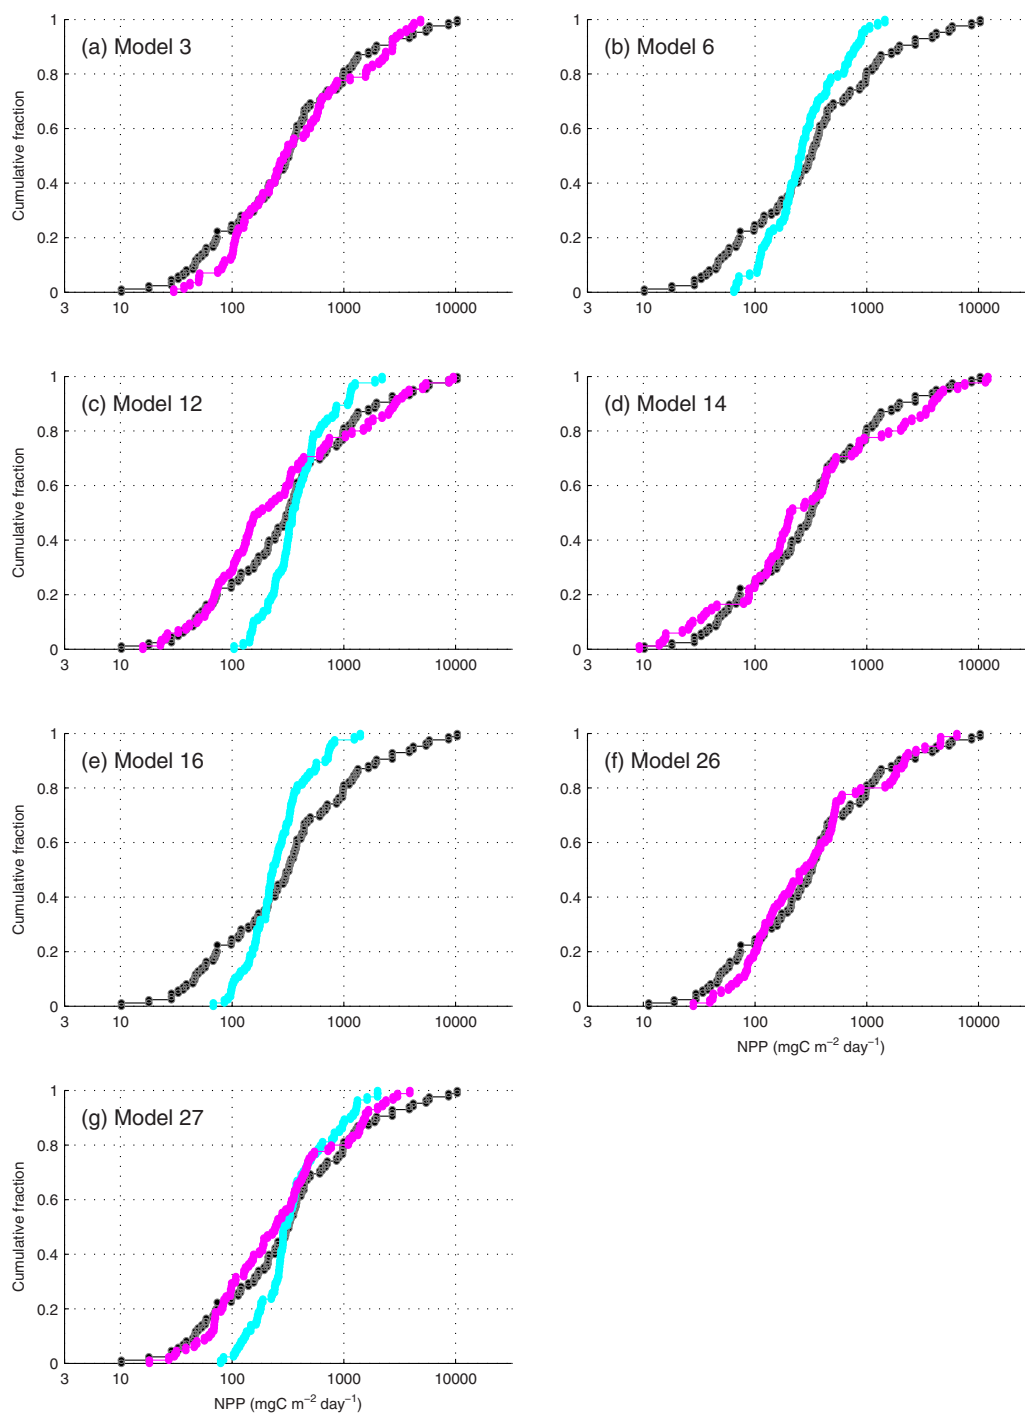 (a) Model 3
Cumulative fraction
1
0.8
0.6
0.4
0.2
0
3 10 100 1000 10000
(b) Model 6
1
0.8
0.6
0.4
0.2
0
3 10 100 1000 10000
(c) Model 12
Cumulative fraction
1
0.8
0.6
0.4
0.2
0
3 10 100 1000 10000
(d) Model 14
1
0.8
0.6
0.4
0.2
0
3 10 100 1000 10000
(e) Model 16
Cumulative fraction
1
0.8
0.6
0.4
0.2
0
3 10 100 1000 10000
(f) Model 26
1
0.8
0.6
0.4
0.2
0
3 10 100 1000 10000
NPP (mgC m⁻² day⁻¹)
(g) Model 27
Cumulative fraction
1
0.8
0.6
0.4
0.2
0
3 10 100 1000 10000
NPP (mgC m⁻² day⁻¹)